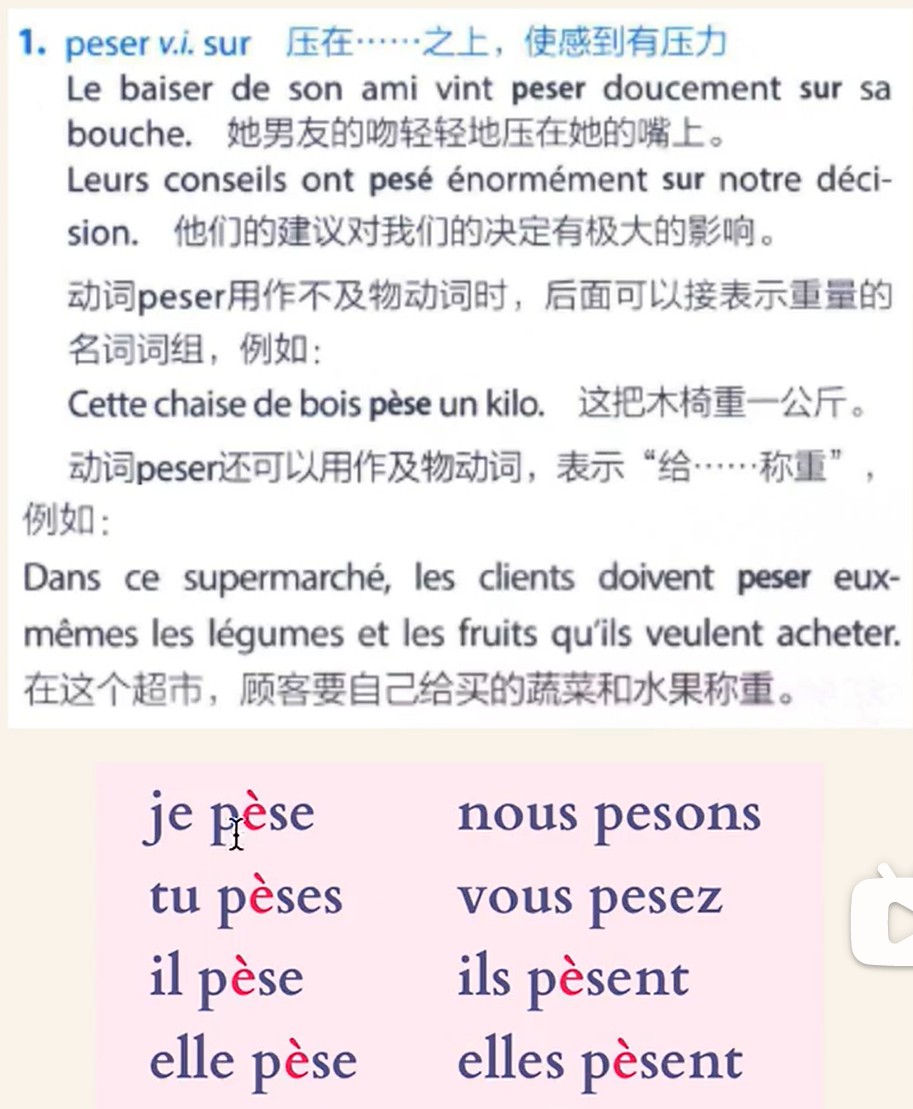 1. peser v.i. sur 压在……之上，使感到有压力
Le baiser de son ami vint peser doucement sur sa
bouche. 她男友的吻轻轻地压在她的嘴上。
Leurs conseils ont pesé énormément sur notre déci-
sion. 他们的建议对我们的决定有极大的影响。
动词peser用作不及物动词时，后面可以接表示重量的
名词词组，例如：
Cette chaise de bois pèse un kilo. 这把木椅重一公斤。
动词peser还可以用作及物动词，表示“给……称重”，
例如：
Dans ce supermarché, les clients doivent peser eux-
mêmes les légumes et les fruits qu'ils veulent acheter.
在这个超市，顾客要自己给买的蔬菜和水果称重。
je pèse nous pesons
tu pèses vous pesez
il pèse ils pèsent
elle pèse elles pèsent